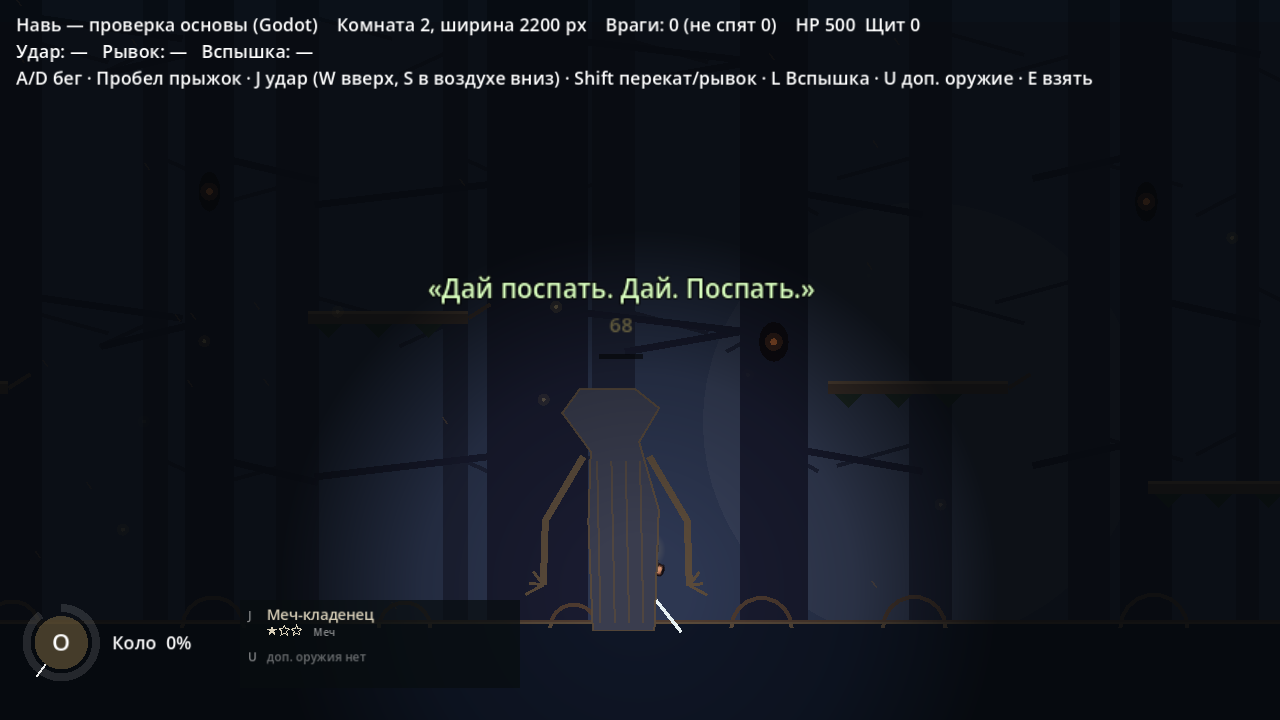 Навь — проверка основы (Godot) Комната 2, ширина 2200 px Враги: 0 (не спят 0) HP 500 Щит 0
Удар: — Рывок: — Вспышка: —
A/D бег · Пробел прыжок · J удар (W вверх, S в воздухе вниз) · Shift перекат/рывок · L Вспышка · U доп. оружие · E взять
«Дай поспать. Дай. Поспать.»
68
J Меч-кладенец
★☆☆ Меч
О Коло 0%
U доп. оружия нет